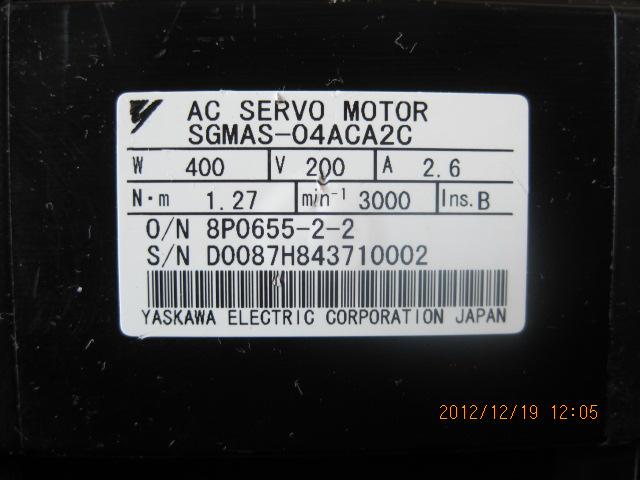 AC SERVO MOTOR
SGMAS-04ACA2C
W 400 V 200 A 2.6
N·m 1.27 min⁻¹ 3000 Ins. B
O/N 8P0655-2-2
S/N D0087H843710002
YASKAWA ELECTRIC CORPORATION JAPAN
2012/12/19 12:05